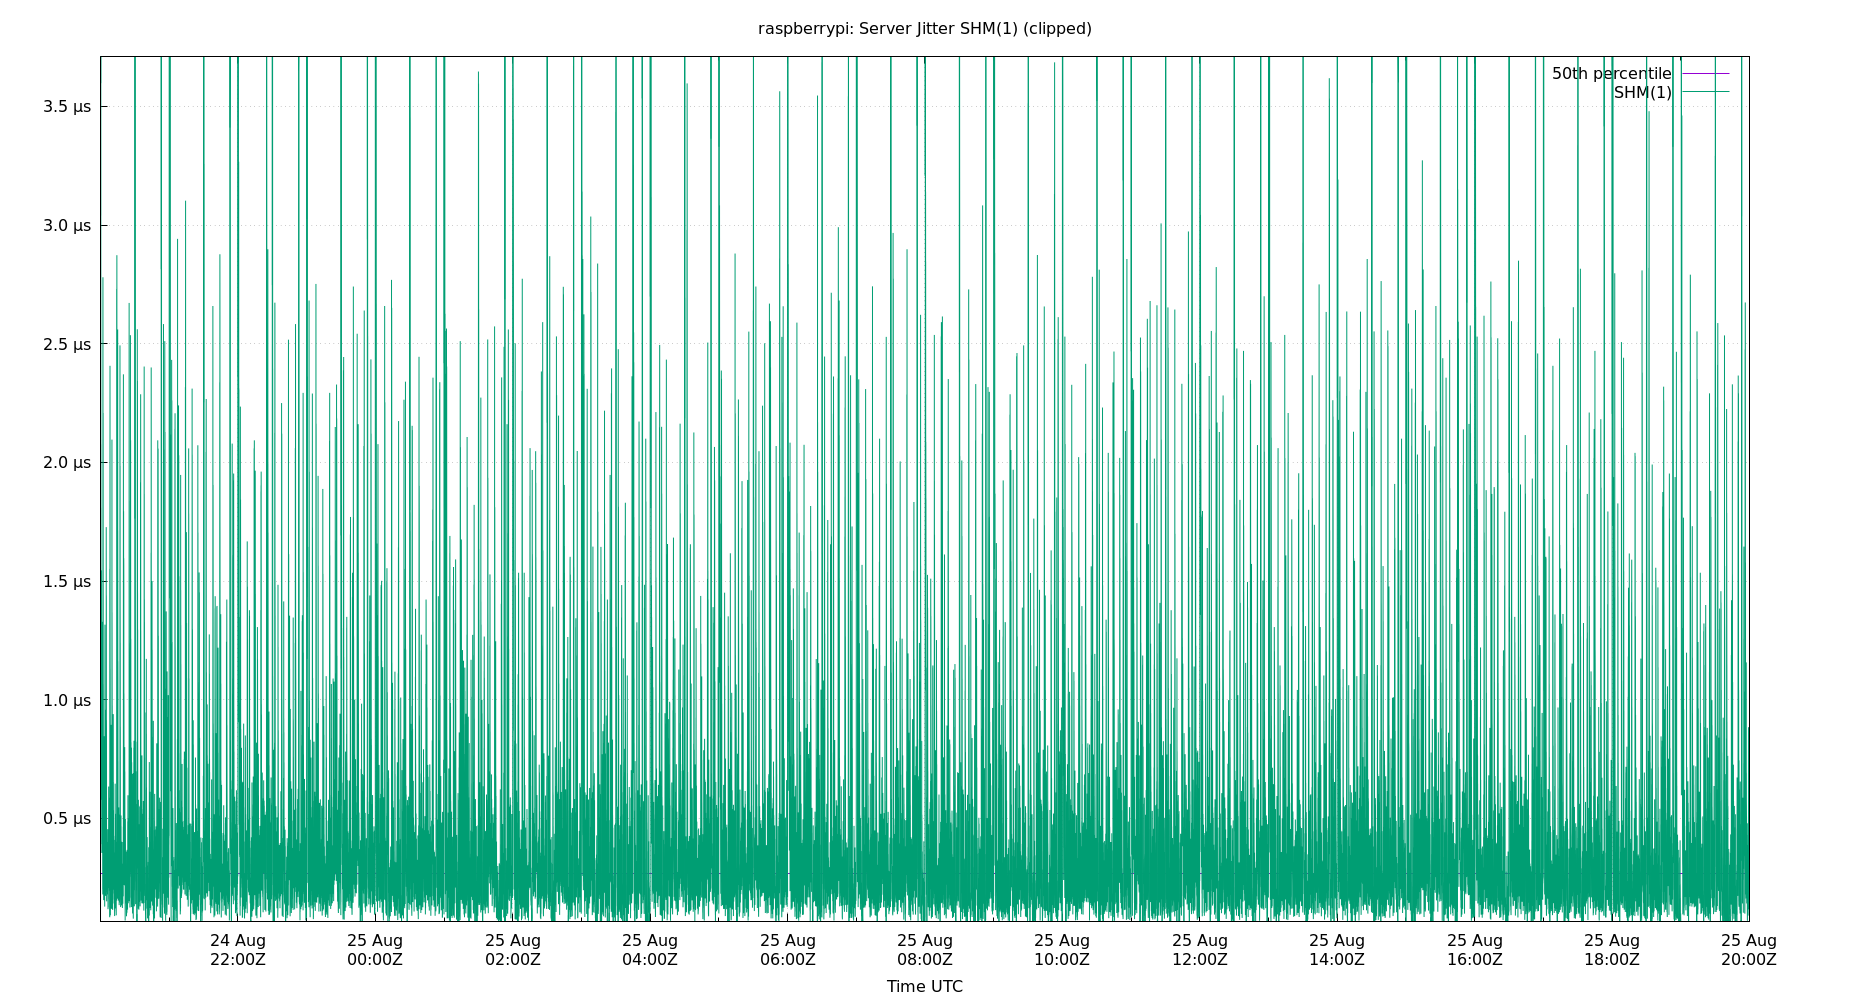 raspberrypi: Server Jitter SHM(1) (clipped)
50th percentile
SHM(1)
3.5 µs
3.0 µs
2.5 µs
2.0 µs
1.5 µs
1.0 µs
0.5 µs
24 Aug 25 Aug 25 Aug 25 Aug 25 Aug 25 Aug 25 Aug 25 Aug 25 Aug 25 Aug 25 Aug 25 Aug
22:00Z 00:00Z 02:00Z 04:00Z 06:00Z 08:00Z 10:00Z 12:00Z 14:00Z 16:00Z 18:00Z 20:00Z
Time UTC